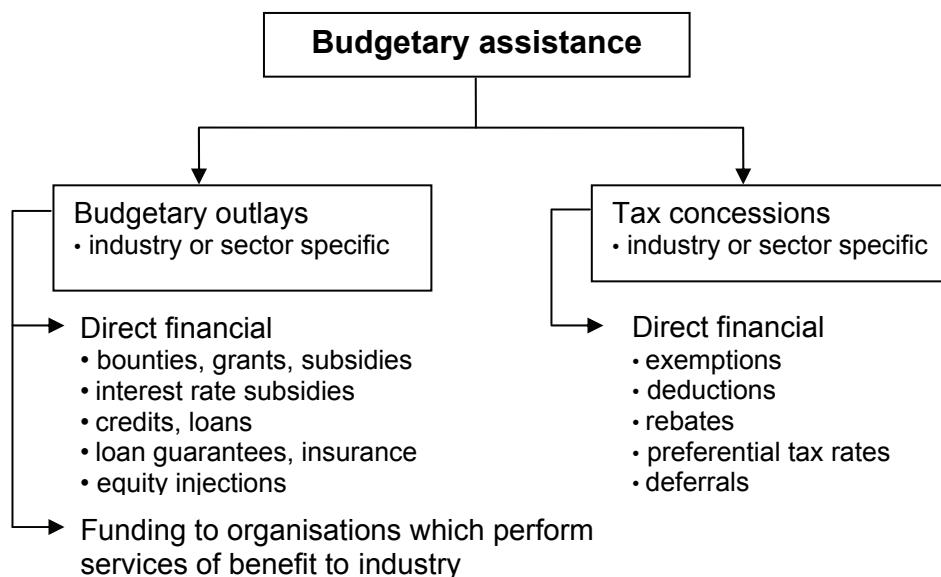 Budgetary assistance
Budgetary outlays
• industry or sector specific
Direct financial
• bounties, grants, subsidies
• interest rate subsidies
• credits, loans
• loan guarantees, insurance
• equity injections
Funding to organisations which perform
services of benefit to industry
Tax concessions
• industry or sector specific
Direct financial
• exemptions
• deductions
• rebates
• preferential tax rates
• deferrals